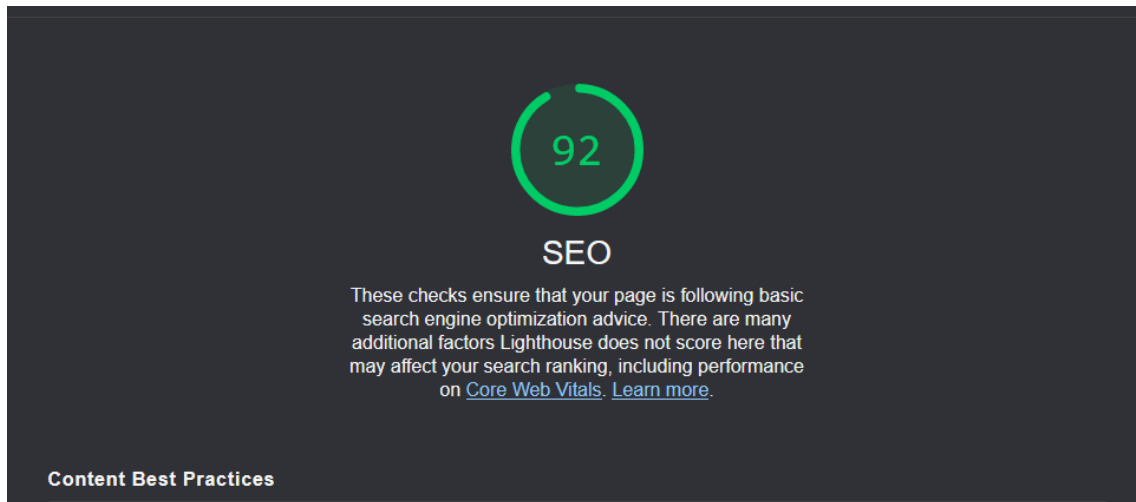 92
SEO
These checks ensure that your page is following basic
search engine optimization advice. There are many
additional factors Lighthouse does not score here that
may affect your search ranking, including performance
on Core Web Vitals. Learn more.
Content Best Practices